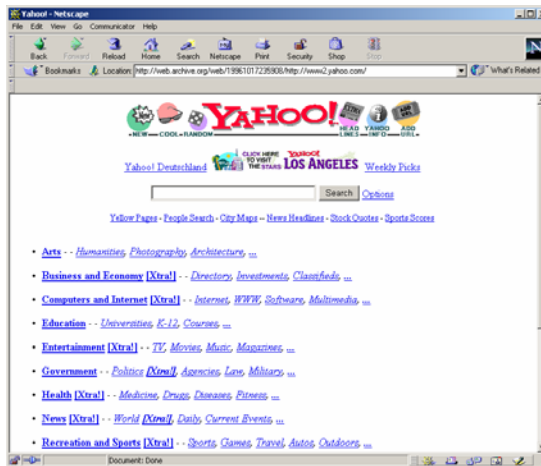 Yahoo! - Netscape
File Edit View Go Communicator Help
Back Forward Reload Home Search Netscape Print Security Shop Stop
Bookmarks Location: http://web.archive.org/web/19961017235908/http://www2.yahoo.com/ What's Related
New
YAHOO!
NEW COOL RANDOM HEAD LINES YAHOO INFO ADD URL
Yahoo! Deutschland CLICK HERE TO VISIT THE STARS YAHOO! LOS ANGELES Weekly Picks
Search Options
Yellow Pages - People Search - City Maps -- News Headlines - Stock Quotes - Sports Scores
• Arts - - Humanities, Photography, Architecture, ...
• Business and Economy [Xtra!] - - Directory, Investments, Classifieds, ...
• Computers and Internet [Xtra!] - - Internet, WWW, Software, Multimedia, ...
• Education - - Universities, K-12, Courses, ...
• Entertainment [Xtra!] - - TV, Movies, Music, Magazines, ...
• Government - - Politics [Xtra!], Agencies, Law, Military, ...
• Health [Xtra!] - - Medicine, Drugs, Diseases, Fitness, ...
• News [Xtra!] - - World [Xtra!], Daily, Current Events, ...
• Recreation and Sports [Xtra!] - - Sports, Games, Travel, Autos, Outdoors, ...
Document: Done